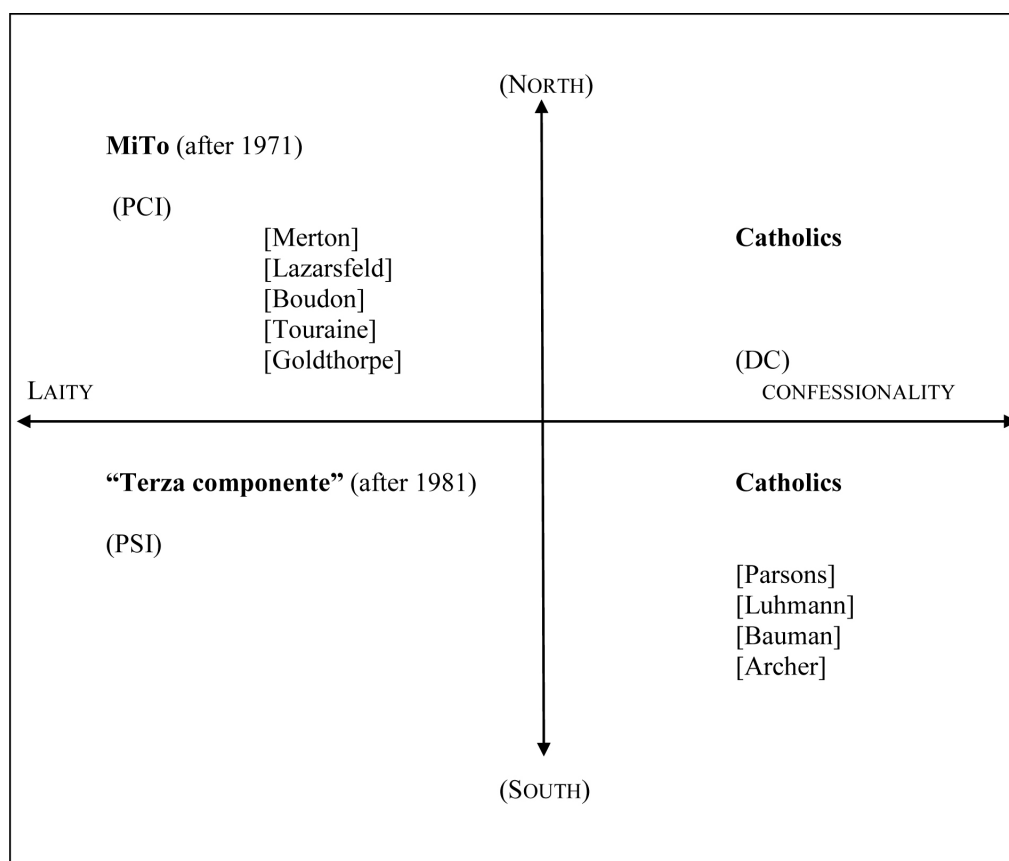 (NORTH)
MiTo (after 1971)
(PCI)
[Merton]
[Lazarsfeld]
[Boudon]
[Touraine]
[Goldthorpe]
Catholics
(DC)
LAITY
CONFESSIONALITY
“Terza componente” (after 1981)
(PSI)
Catholics
[Parsons]
[Luhmann]
[Bauman]
[Archer]
(SOUTH)